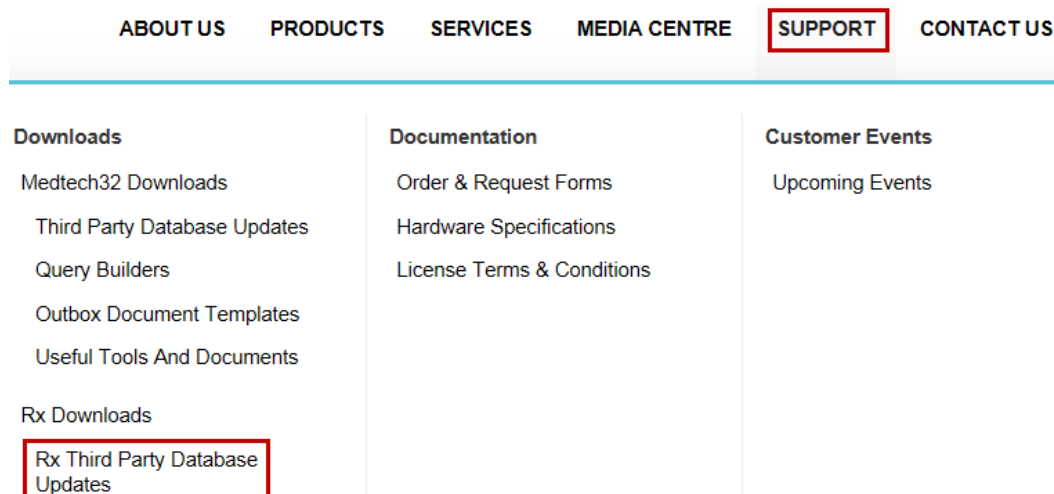 ABOUT US PRODUCTS SERVICES MEDIA CENTRE SUPPORT CONTACT US
Downloads
Medtech32 Downloads
Third Party Database Updates
Query Builders
Outbox Document Templates
Useful Tools And Documents
Rx Downloads
Rx Third Party Database
Updates
Documentation
Order & Request Forms
Hardware Specifications
License Terms & Conditions
Customer Events
Upcoming Events